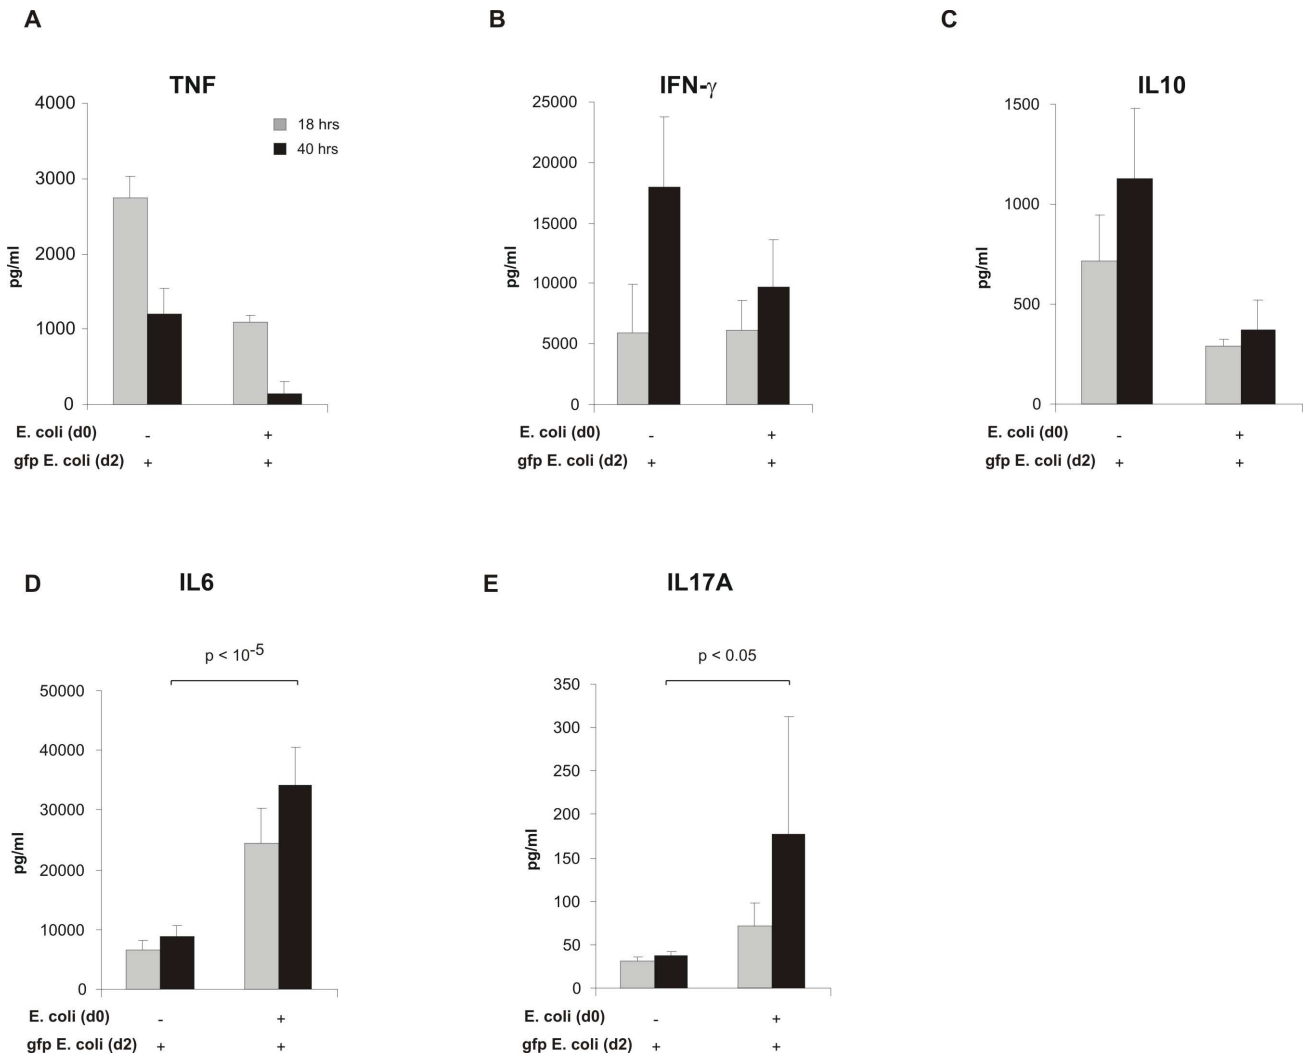 A
TNF
4000
3000
2000
1000
0
pg/ml
18 hrs
40 hrs
E. coli (d0) - +
gfp E. coli (d2) + +
B
IFN-γ
25000
20000
15000
10000
5000
0
pg/ml
E. coli (d0) - +
gfp E. coli (d2) + +
C
IL10
1500
1000
500
0
pg/ml
E. coli (d0) - +
gfp E. coli (d2) + +
D
IL6
p < 10-5
50000
40000
30000
20000
10000
0
pg/ml
E. coli (d0) - +
gfp E. coli (d2) + +
E
IL17A
p < 0.05
350
300
250
200
150
100
50
0
pg/ml
E. coli (d0) - +
gfp E. coli (d2) + +